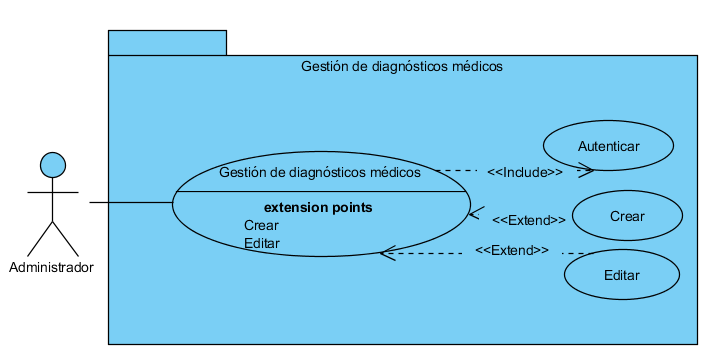 Gestión de diagnósticos médicos
Autenticar
Gestión de diagnósticos médicos
<<Include>>
extension points
Crear
Editar
<<Extend>>
Crear
<<Extend>>
Editar
Administrador